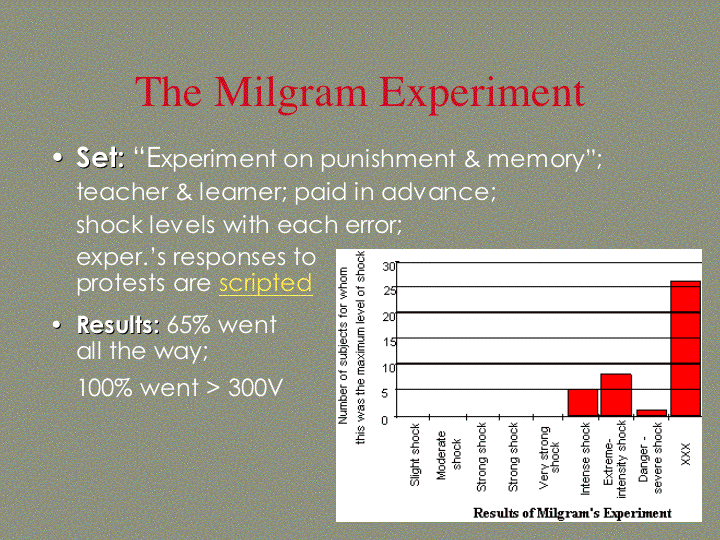 The Milgram Experiment
• Set: “Experiment on punishment & memory”;
teacher & learner; paid in advance;
shock levels with each error;
exper.’s responses to
protests are scripted
• Results: 65% went
all the way;
100% went > 300V
Number of subjects for whom
this was the maximum level of shock
30
25
20
15
10
5
0
Slight shock
Moderate
shock
Strong shock
Strong shock
Very strong
shock
Intense shock
Extreme-
intensity shock
Danger -
severe shock
XXX
Results of Milgram's Experiment